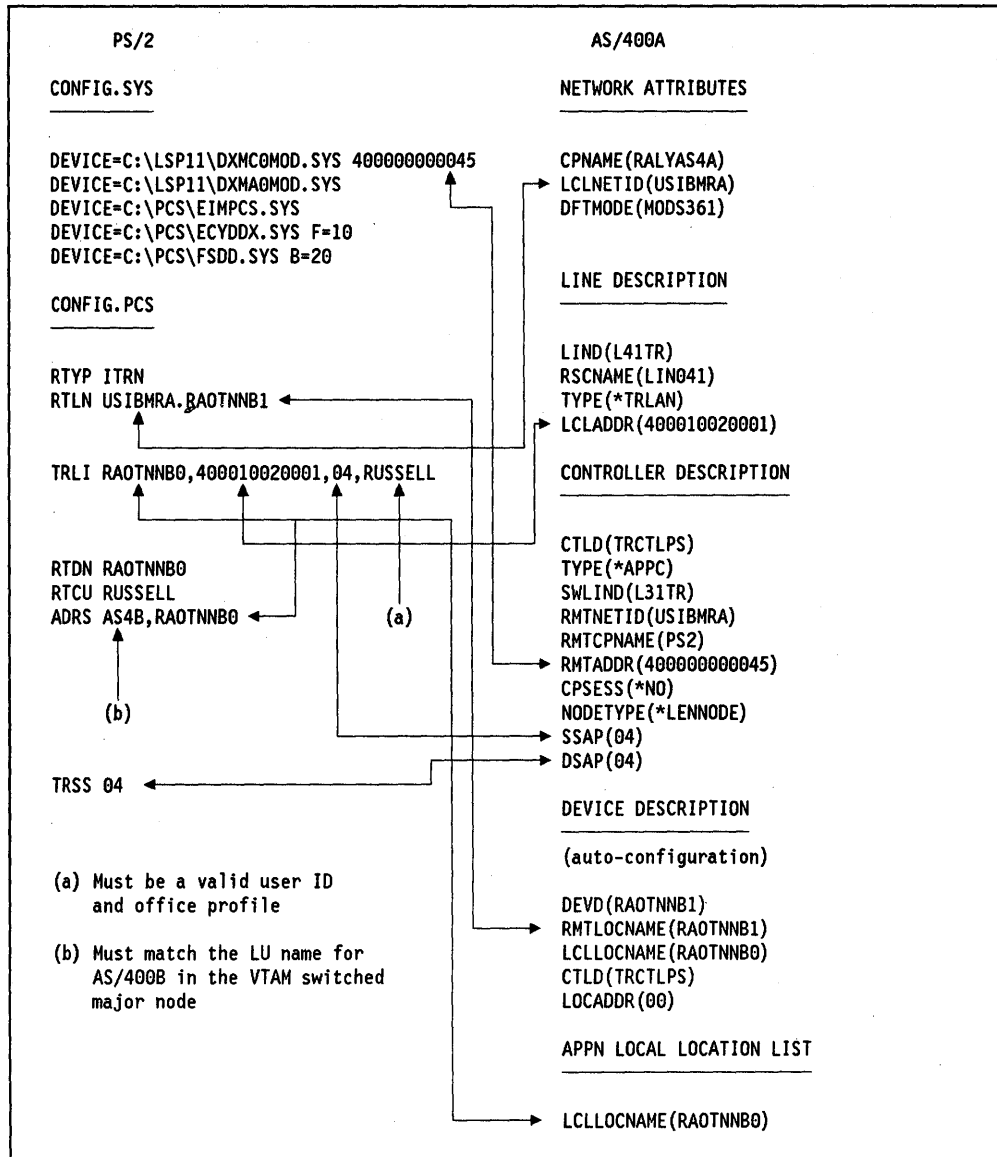 PS/2
CONFIG.SYS
DEVICE=C:\LSP11\DXMC0MOD.SYS 400000000045
DEVICE=C:\LSP11\DXMA0MOD.SYS
DEVICE=C:\PCS\EIMPCS.SYS
DEVICE=C:\PCS\ECYDDX.SYS F=10
DEVICE=C:\PCS\FSDD.SYS B=20
CONFIG.PCS
RTYP ITRN
RTLN USIBMRA.RAOTNNB1
TRLI RAOTNNB0,400010020001,04,RUSSELL
RTDN RAOTNNB0
RTCU RUSSELL
ADRS AS4B,RAOTNNB0
(a)
(b)
TRSS 04
(a) Must be a valid user ID
and office profile
(b) Must match the LU name for
AS/400B in the VTAM switched
major node
AS/400A
NETWORK ATTRIBUTES
CPNAME(RALYAS4A)
LCLNETID(USIBMRA)
DFTMODE(MODS361)
LINE DESCRIPTION
LIND(L41TR)
RSCNAME(LIN041)
TYPE(*TRLAN)
LCLADDR(400010020001)
CONTROLLER DESCRIPTION
CTLD(TRCTLPS)
TYPE(*APPC)
SWLIND(L31TR)
RMTNETID(USIBMRA)
RMTCPNAME(PS2)
RMTADDR(400000000045)
CPSESS(*NO)
NODETYPE(*LENNODE)
SSAP(04)
DSAP(04)
DEVICE DESCRIPTION
(auto-configuration)
DEVD(RAOTNNB1)
RMTLOCNAME(RAOTNNB1)
LCLLOCNAME(RAOTNNB0)
CTLD(TRCTLPS)
LOCADDR(00)
APPN LOCAL LOCATION LIST
LCLLOCNAME(RAOTNNB0)